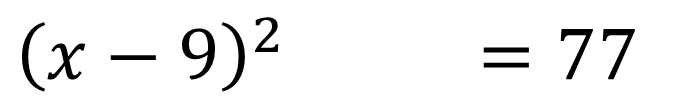 (x − 9)² = 77